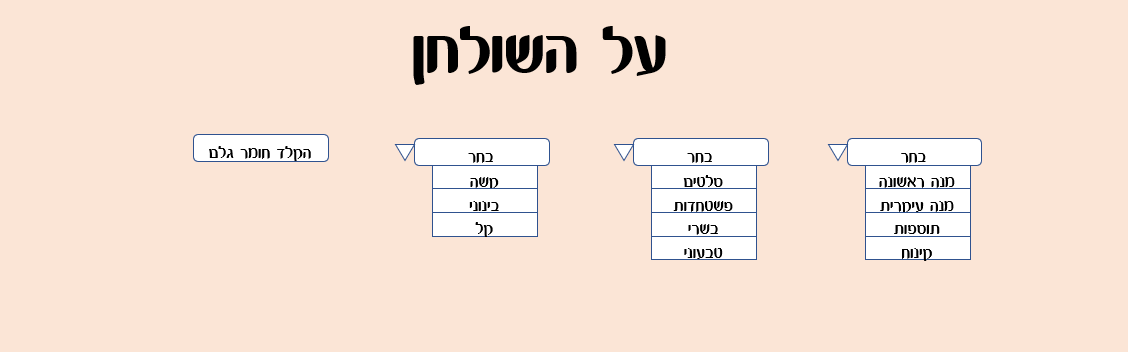 על השולחן
בחר
מנה ראשונה
מנה עיקרית
תוספות
קינוח
בחר
סלטים
פשטחדות
בשרי
טבעוני
בחר
קשה
בינוני
קל
הקלד חומר גלם